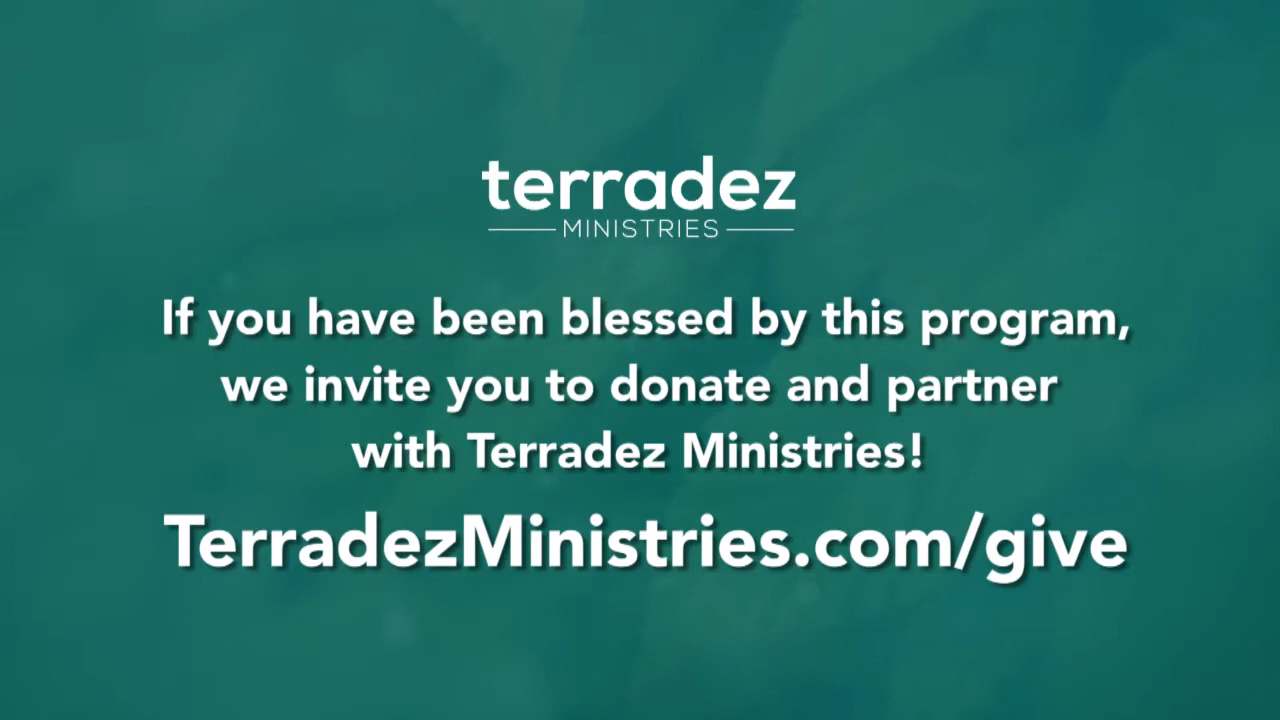 terradez
MINISTRIES
If you have been blessed by this program,
we invite you to donate and partner
with Terradez Ministries!
TerradezMinistries.com/give